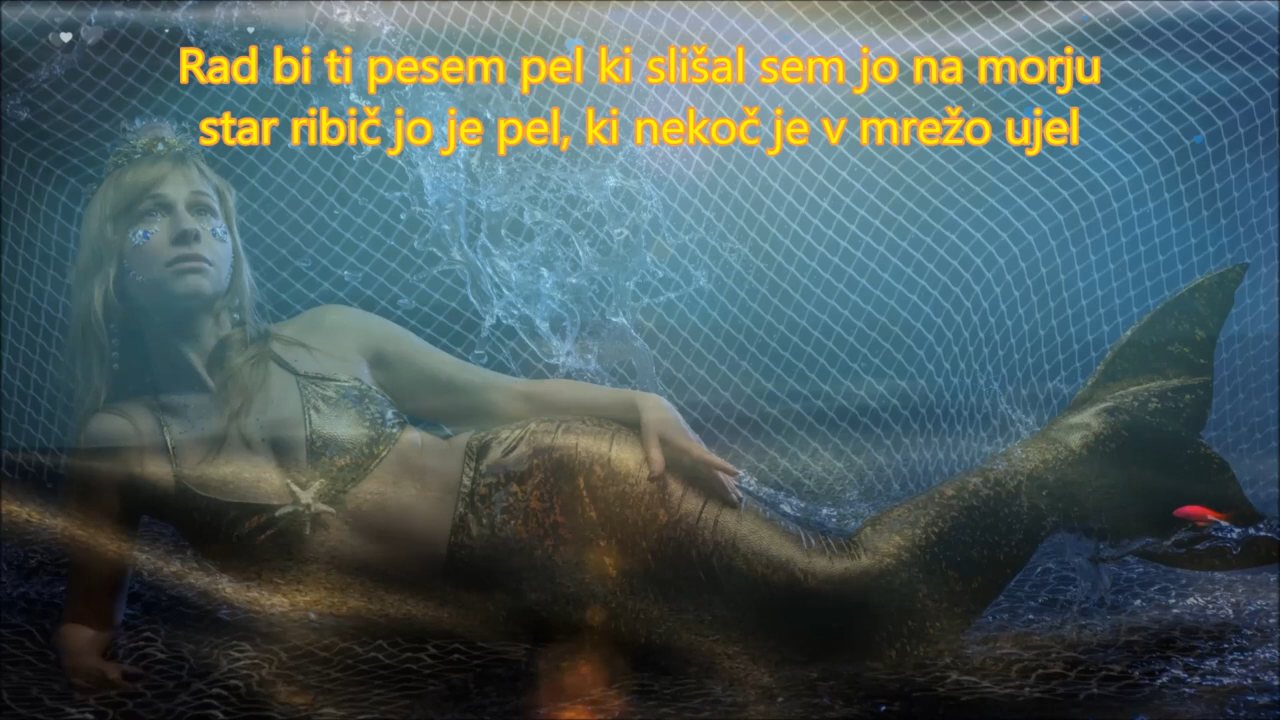 Rad bi ti pesem pel ki slišal sem jo na morju
star ribič jo je pel, ki nekoč je v mrežo ujel